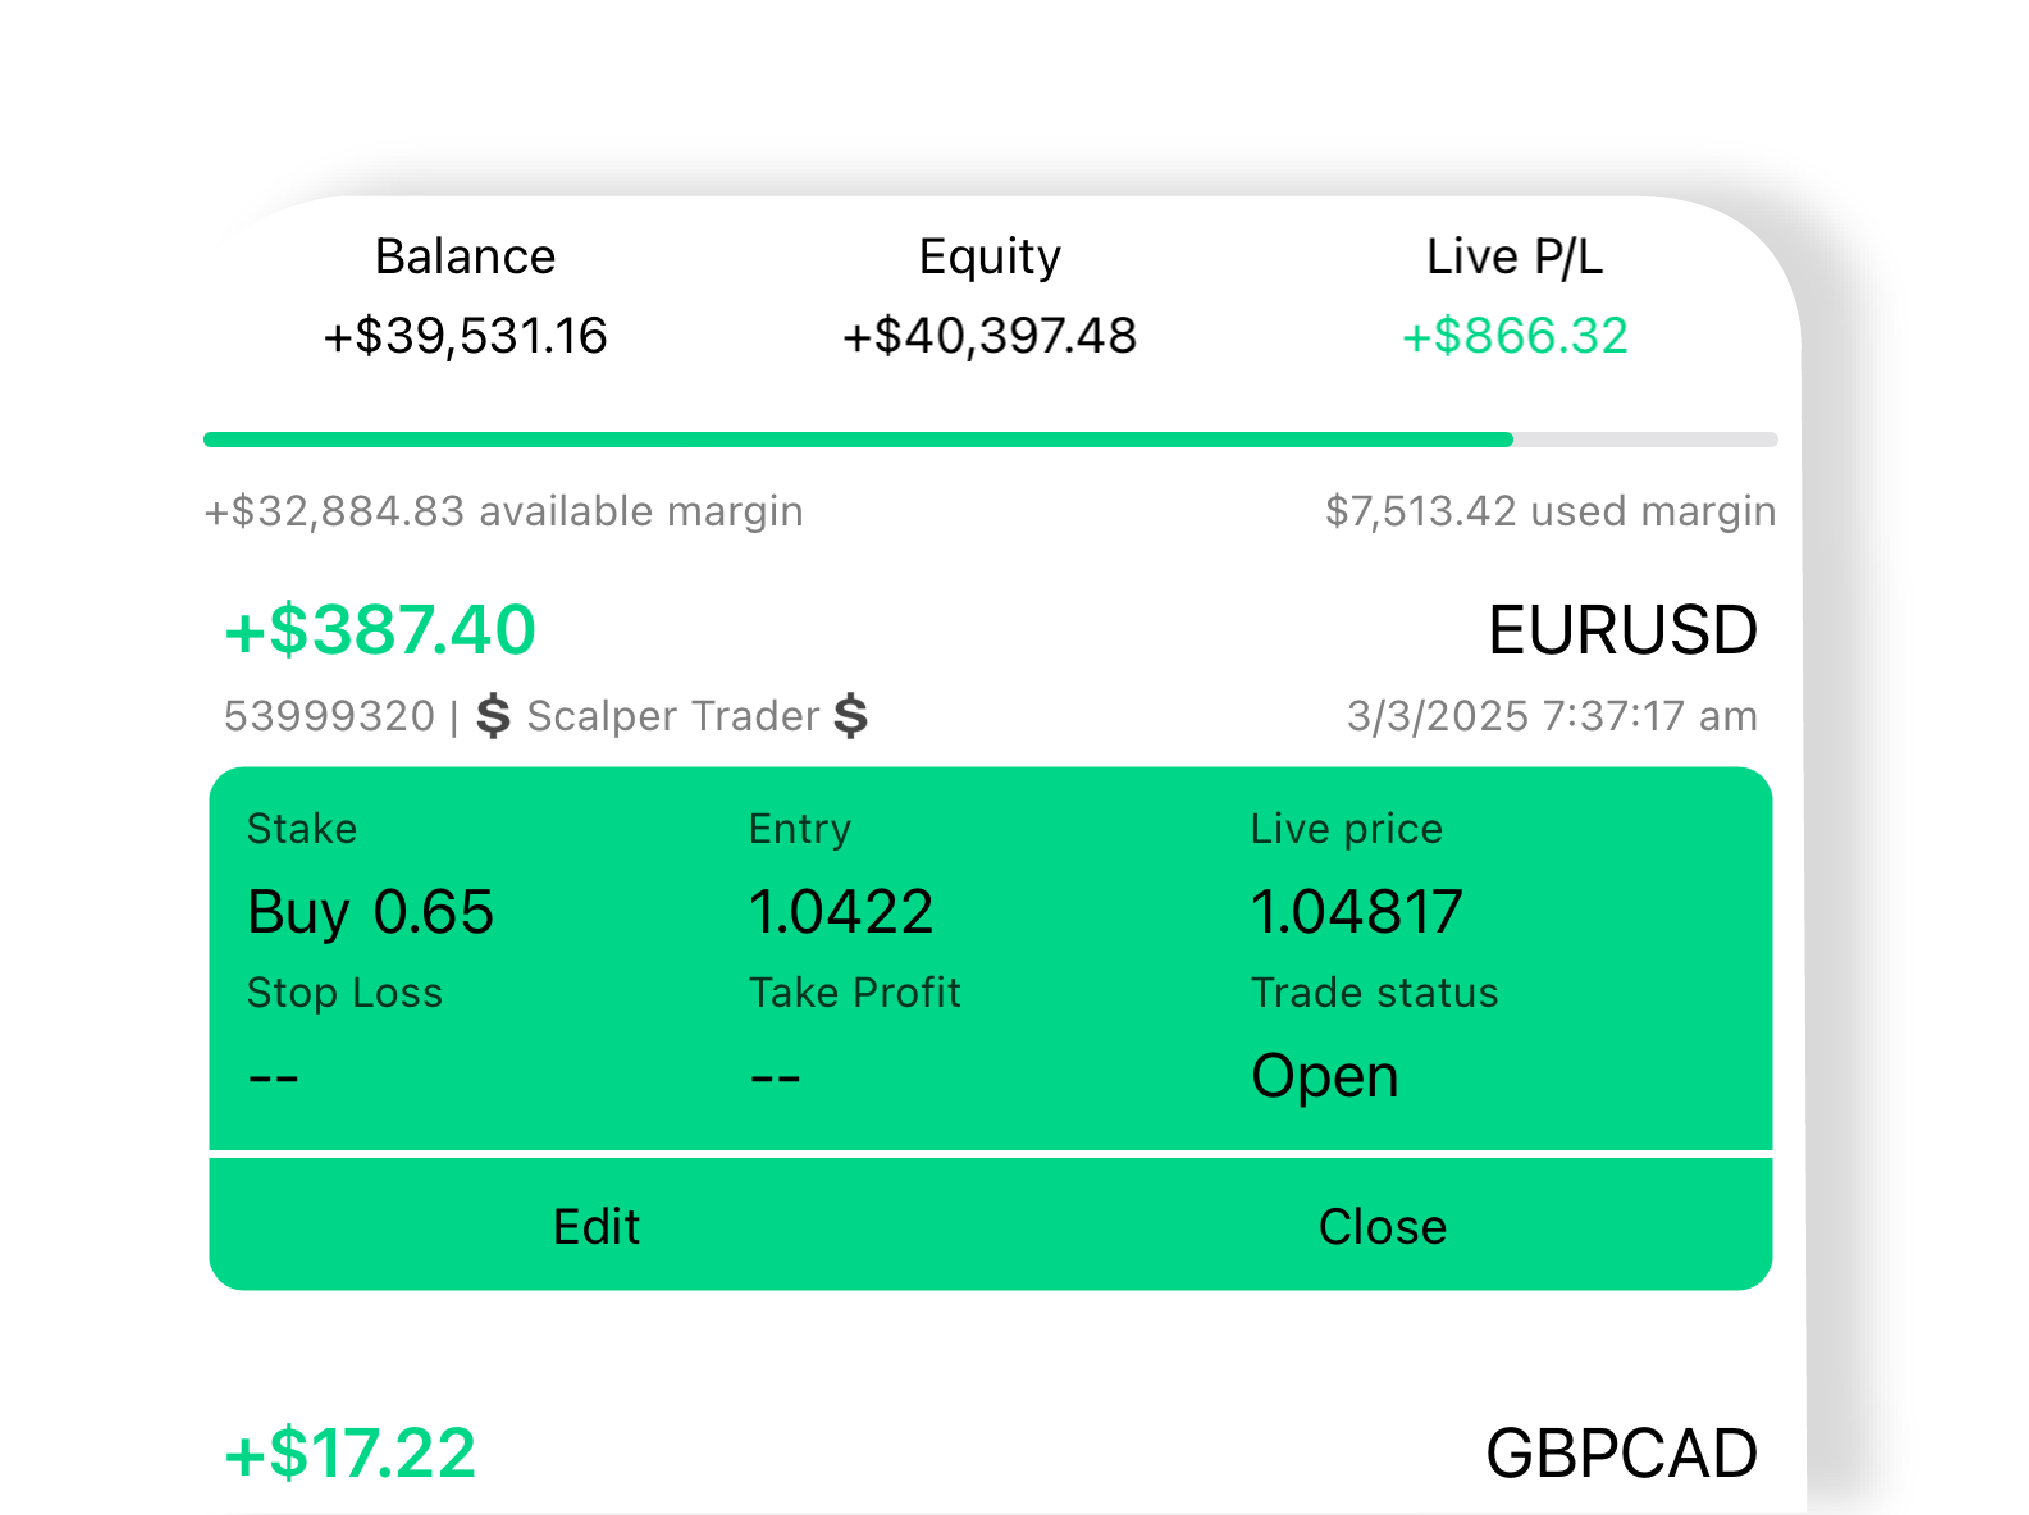 Balance Equity Live P/L
+$39,531.16 +$40,397.48 +$866.32
+$32,884.83 available margin $7,513.42 used margin
+$387.40 EURUSD
53999320 | $ Scalper Trader $ 3/3/2025 7:37:17 am
Stake Entry Live price
Buy 0.65 1.0422 1.04817
Stop Loss Take Profit Trade status
-- -- Open
Edit Close
+$17.22 GBPCAD